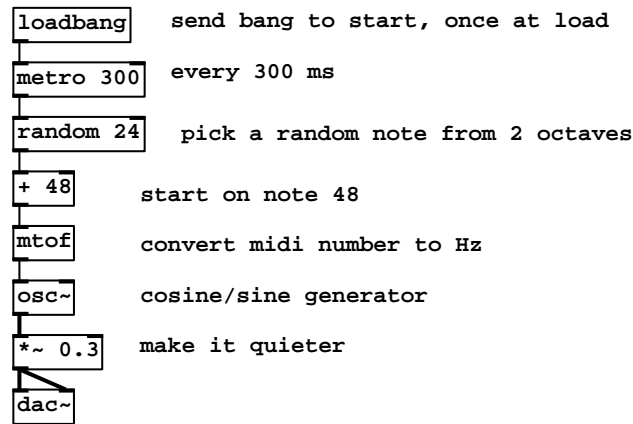 loadbang send bang to start, once at load
metro 300 every 300 ms
random 24 pick a random note from 2 octaves
+ 48 start on note 48
mtof convert midi number to Hz
osc~ cosine/sine generator
*~ 0.3 make it quieter
dac~